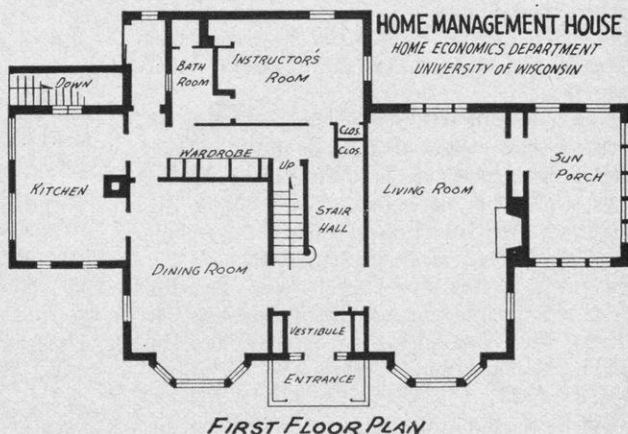 HOME MANAGEMENT HOUSE
HOME ECONOMICS DEPARTMENT
UNIVERSITY OF WISCONSIN
DOWN
BATH
ROOM
INSTRUCTOR'S
ROOM
CLOS.
CLOS.
WARDROBE
UP
KITCHEN
STAIR
HALL
LIVING ROOM
SUN
PORCH
DINING ROOM
VESTIBULE
ENTRANCE
FIRST FLOOR PLAN